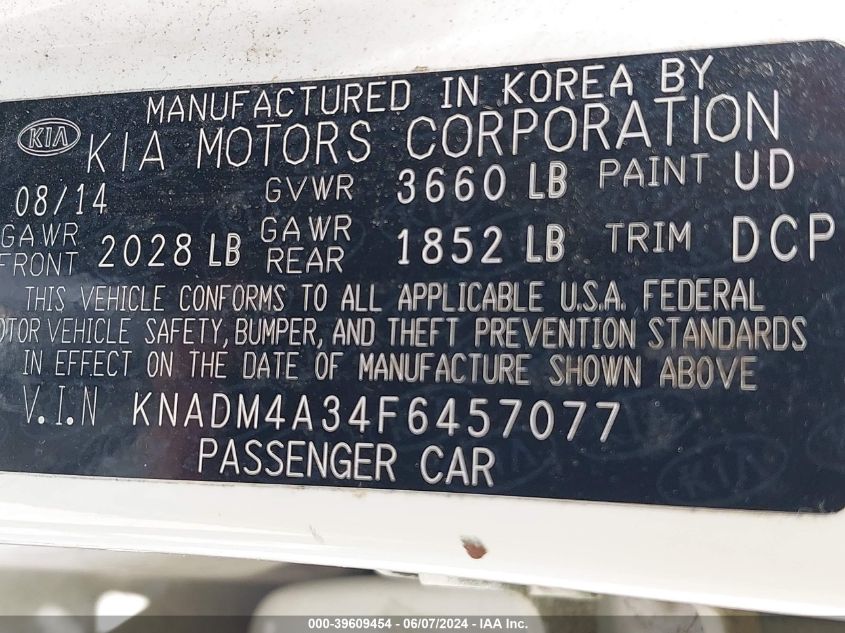 MANUFACTURED IN KOREA BY
KIA KIA MOTORS CORPORATION
08/14 GVWR 3660 LB PAINT UD
GAWR FRONT 2028 LB GAWR REAR 1852 LB TRIM DCP
THIS VEHICLE CONFORMS TO ALL APPLICABLE U.S.A. FEDERAL
OTOR VEHICLE SAFETY, BUMPER, AND THEFT PREVENTION STANDARDS
IN EFFECT ON THE DATE OF MANUFACTURE SHOWN ABOVE
V.I.N KNADM4A34F6457077
PASSENGER CAR
000-39609454 - 06/07/2024 - IAA Inc.